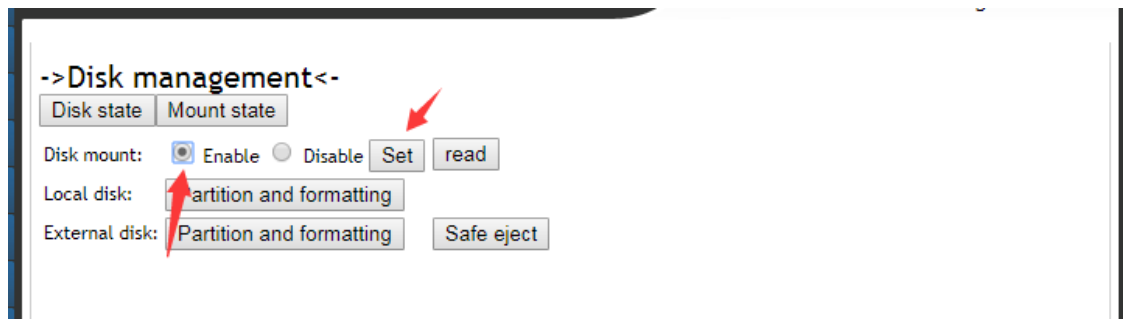 ->Disk management<-
Disk state Mount state
Disk mount: Enable Disable Set read
Local disk: Partition and formatting
External disk: Partition and formatting Safe eject